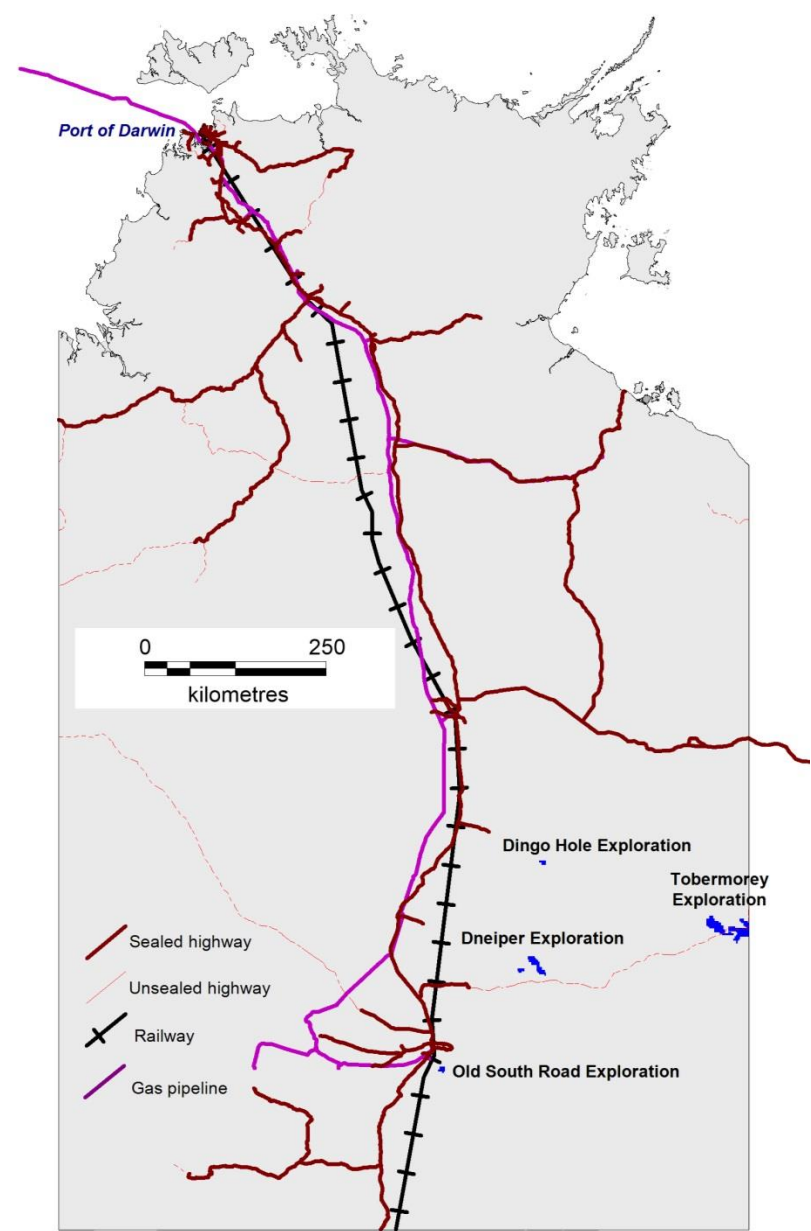 Port of Darwin
0 250
kilometres
Dingo Hole Exploration
Tobermorey
Exploration
Dneiper Exploration
Sealed highway
Unsealed highway
Railway
Old South Road Exploration
Gas pipeline